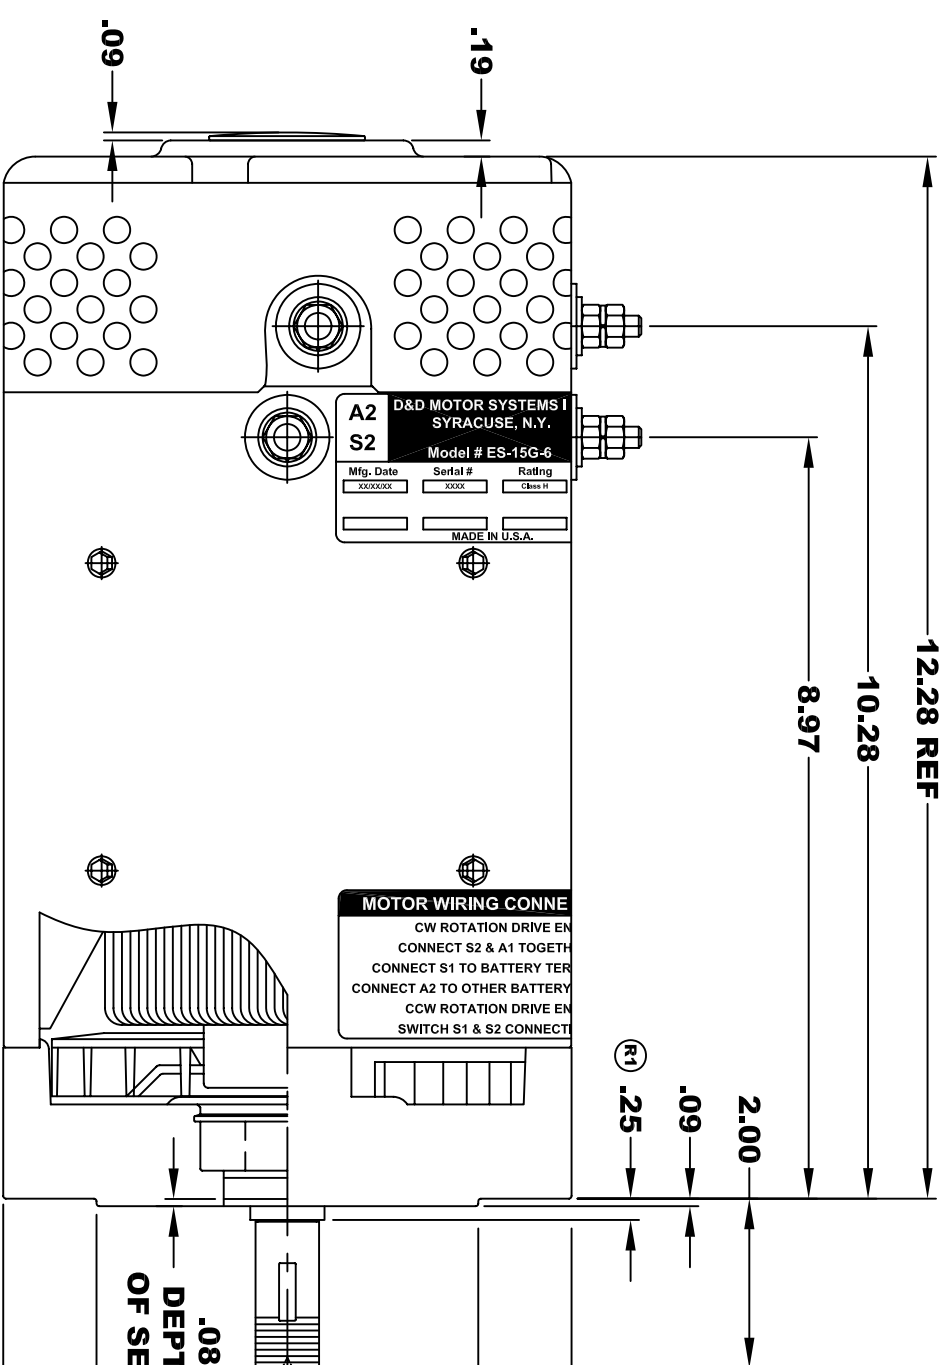 .09
.19
12.28 REF
10.28
8.97
A2
S2
D&D MOTOR SYSTEMS I
SYRACUSE, N.Y.
Model # ES-15G-6
Mfg. Date Serial # Rating
XX/XX/XX XXXX Class H
MADE IN U.S.A.
MOTOR WIRING CONNE
CW ROTATION DRIVE EN
CONNECT S2 & A1 TOGETH
CONNECT S1 TO BATTERY TER
CONNECT A2 TO OTHER BATTERY
CCW ROTATION DRIVE EN
SWITCH S1 & S2 CONNECTI
R1
.25
.09
2.00
.08
DEPT
OF SE